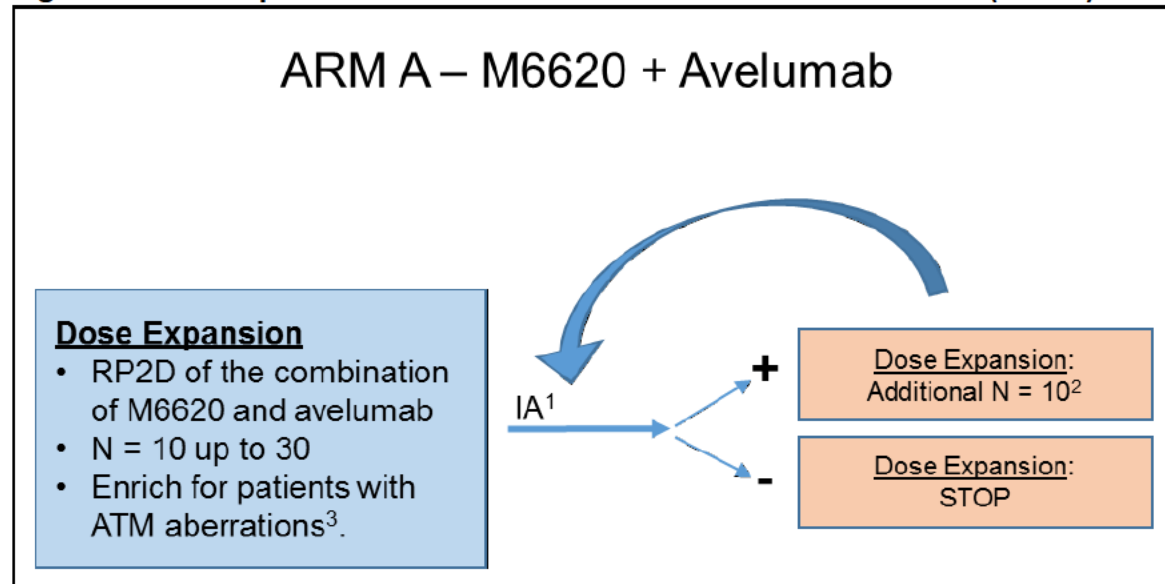 ARM A – M6620 + Avelumab
Dose Expansion
• RP2D of the combination
of M6620 and avelumab
• N = 10 up to 30
• Enrich for patients with
ATM aberrations³.
IA¹
+
Dose Expansion:
Additional N = 10²
-
Dose Expansion:
STOP